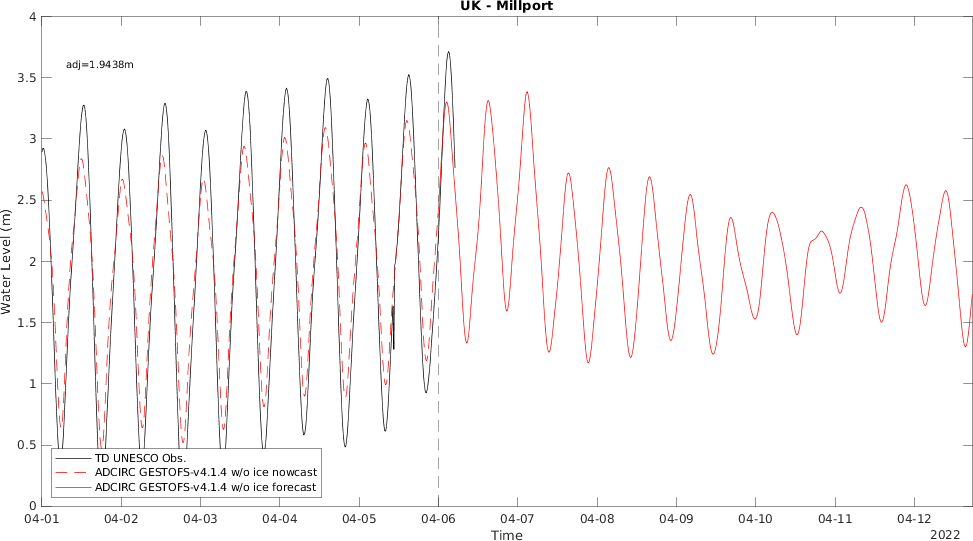 UK - Millport
4
3.5
3
2.5
2
1.5
1
0.5
0
Water Level (m)
adj=1.9438m
TD UNESCO Obs.
ADCIRC GESTOFS-v4.1.4 w/o ice nowcast
ADCIRC GESTOFS-v4.1.4 w/o ice forecast
04-01 04-02 04-03 04-04 04-05 04-06 04-07 04-08 04-09 04-10 04-11 04-12
Time
2022